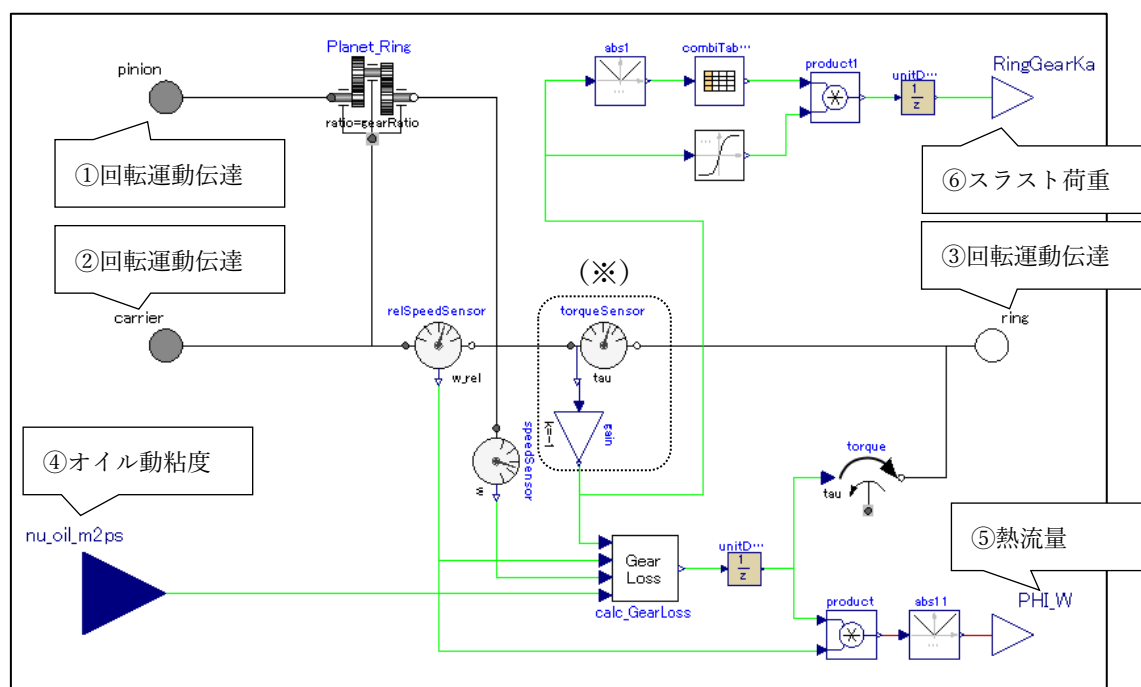 Planet_Ring
pinion
ratio=gearRatio
①回転運動伝達
②回転運動伝達
carrier
abs1
combiTab…
product1
unitD…
1
z
RingGearKa
⑥スラスト荷重
③回転運動伝達
ring
(※)
relSpeedSensor
torqueSensor
w_rel
tau
k=-1
gain
speedSensor
w
④オイル動粘度
nu_oil_m2ps
Gear
Loss
calc_GearLoss
unitD…
1
z
torque
tau
⑤熱流量
product
abs11
PHI_W